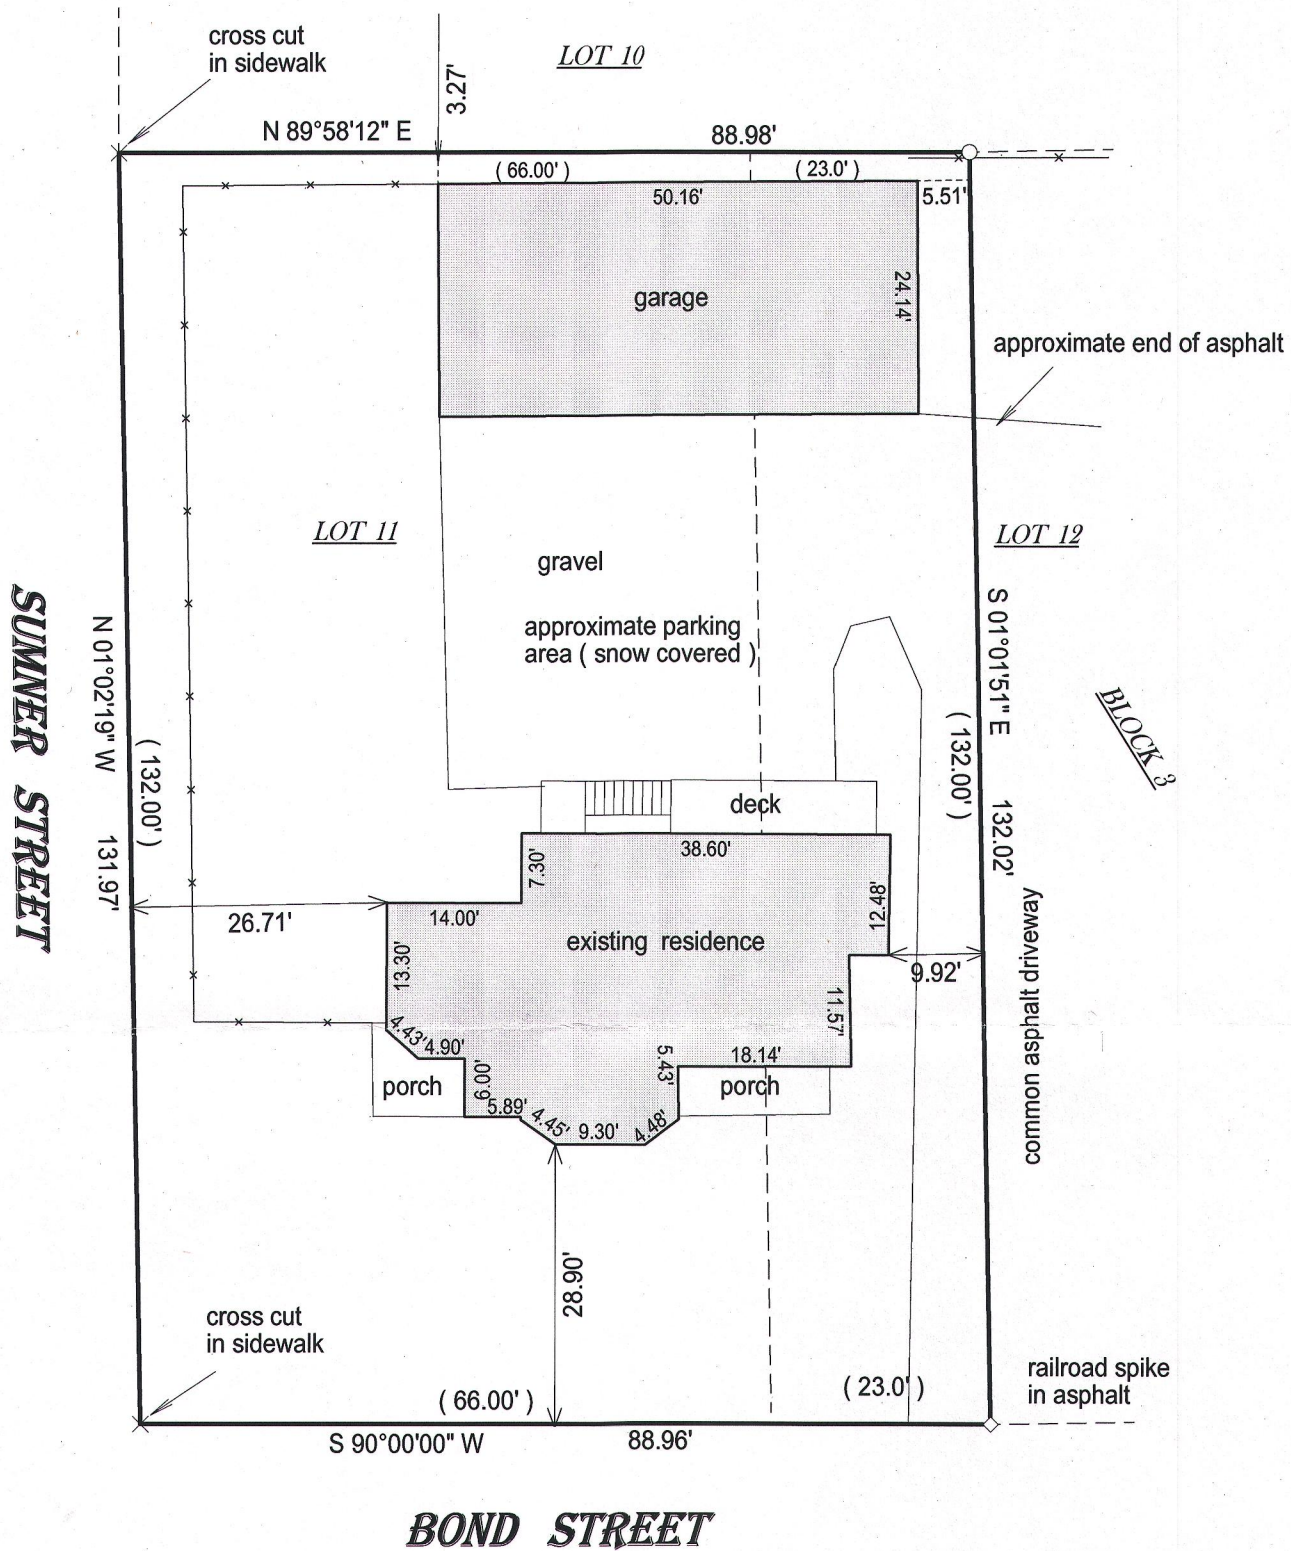 cross cut
in sidewalk
LOT 10
3.27'
N 89°58'12" E
88.98'
( 66.00' )
( 23.0' )
50.16'
5.51'
24.14'
garage
approximate end of asphalt
LOT 11
LOT 12
gravel
approximate parking
area ( snow covered )
SUMNER STREET
N 01°02'19" W 131.97'
( 132.00' )
S 01°01'51" E 132.02'
( 132.00' )
BLOCK 3
deck
38.60'
7.30'
12.48'
14.00'
26.71'
existing residence
9.92'
13.30'
11.57'
common asphalt driveway
4.43'
4.90'
5.43'
18.14'
porch
6.00'
porch
5.89'
4.45'
9.30'
4.48'
28.90'
cross cut
in sidewalk
railroad spike
in asphalt
( 66.00' )
( 23.0' )
S 90°00'00" W
88.96'
BOND STREET